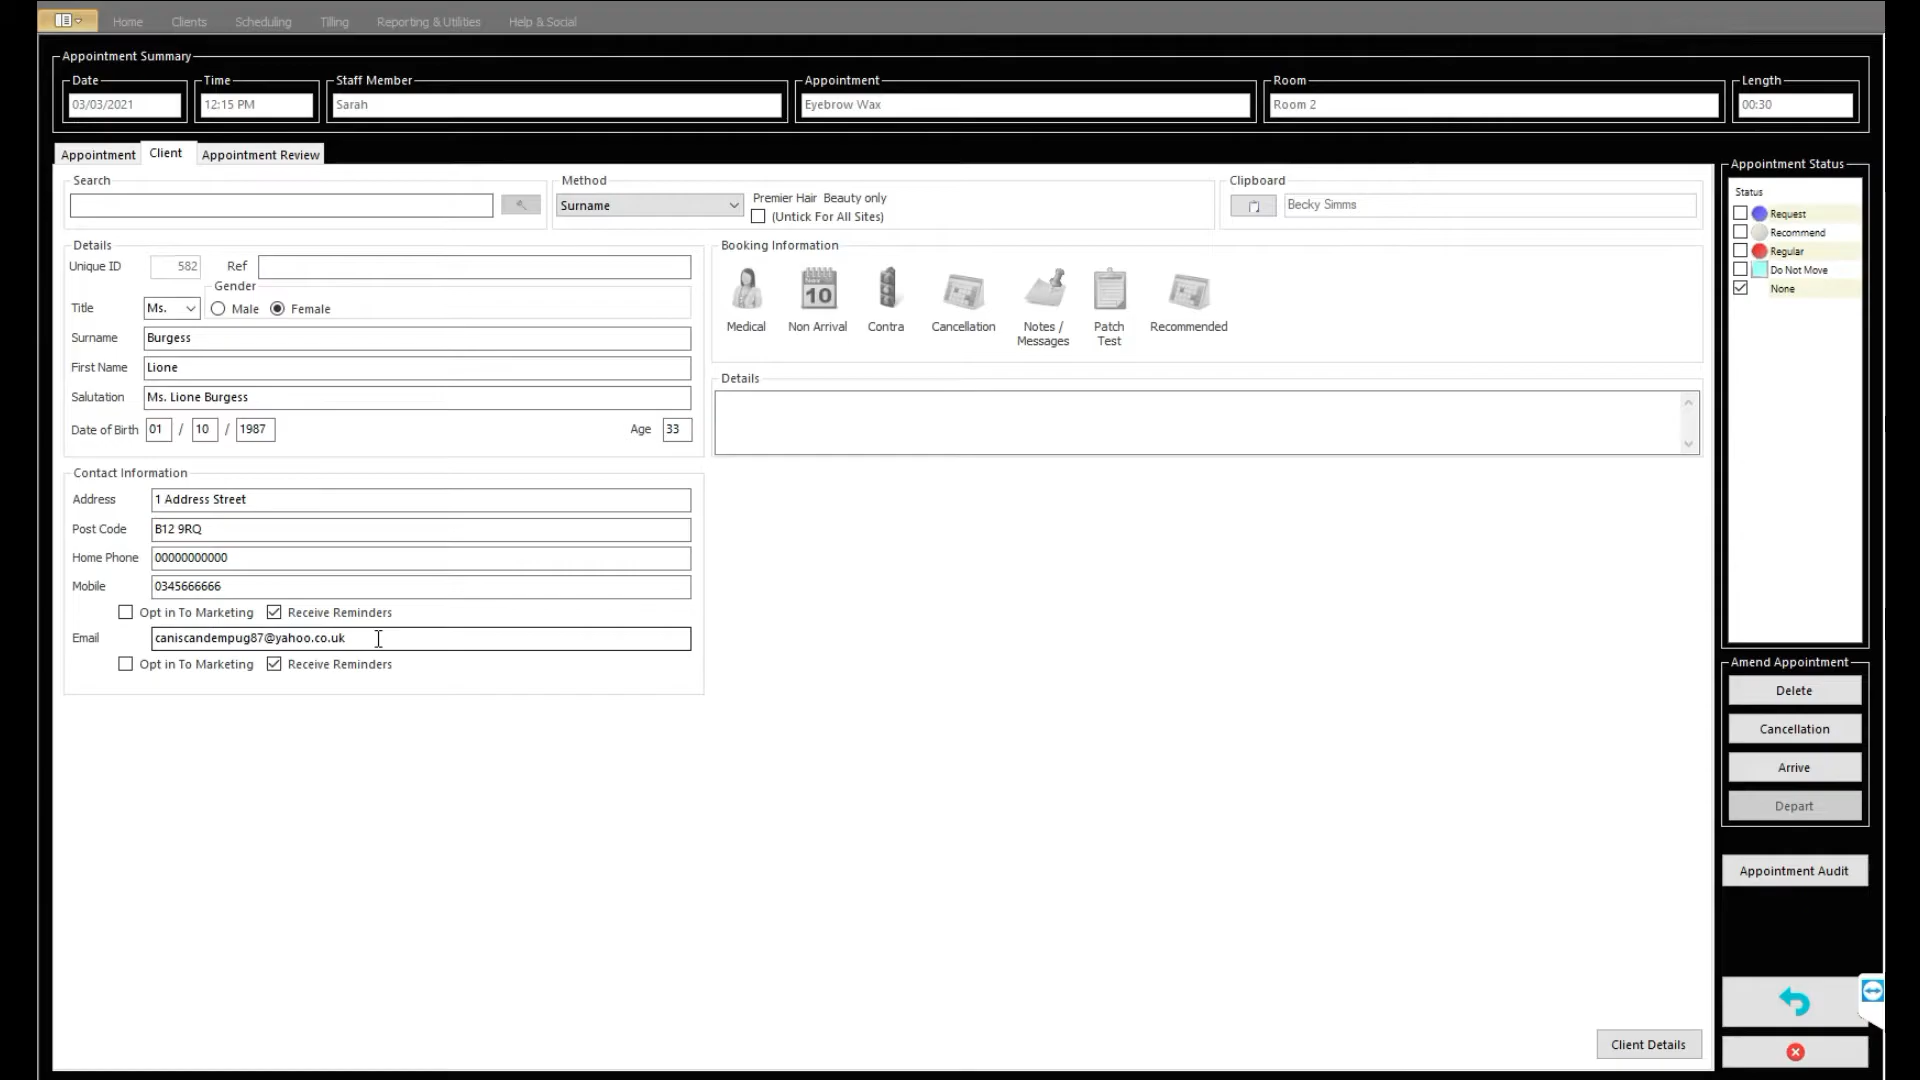 Home Clients Scheduling Tilling Reporting & Utilities Help & Social
Appointment Summary
Date Time Staff Member Appointment Room Length
03/03/2021 12:15 PM Sarah Eyebrow Wax Room 2 00:30
Appointment Client Appointment Review
Search Method Clipboard
Surname
Premier Hair Beauty only
(Untick For All Sites)
Becky Simms
Details
Unique ID 582 Ref
Gender
Title Ms. Male Female
Surname Burgess
First Name Lione
Salutation Ms. Lione Burgess
Date of Birth 01 / 10 / 1987 Age 33
Booking Information
10
Medical Non Arrival Contra Cancellation Notes / Messages Patch Test Recommended
Details
Contact Information
Address 1 Address Street
Post Code B12 9RQ
Home Phone 00000000000
Mobile 0345666666
Opt in To Marketing Receive Reminders
Email caniscandempug87@yahoo.co.uk
Opt in To Marketing Receive Reminders
Client Details
Appointment Status
Status
Request
Recommend
Regular
Do Not Move
None
Amend Appointment
Delete
Cancellation
Arrive
Depart
Appointment Audit